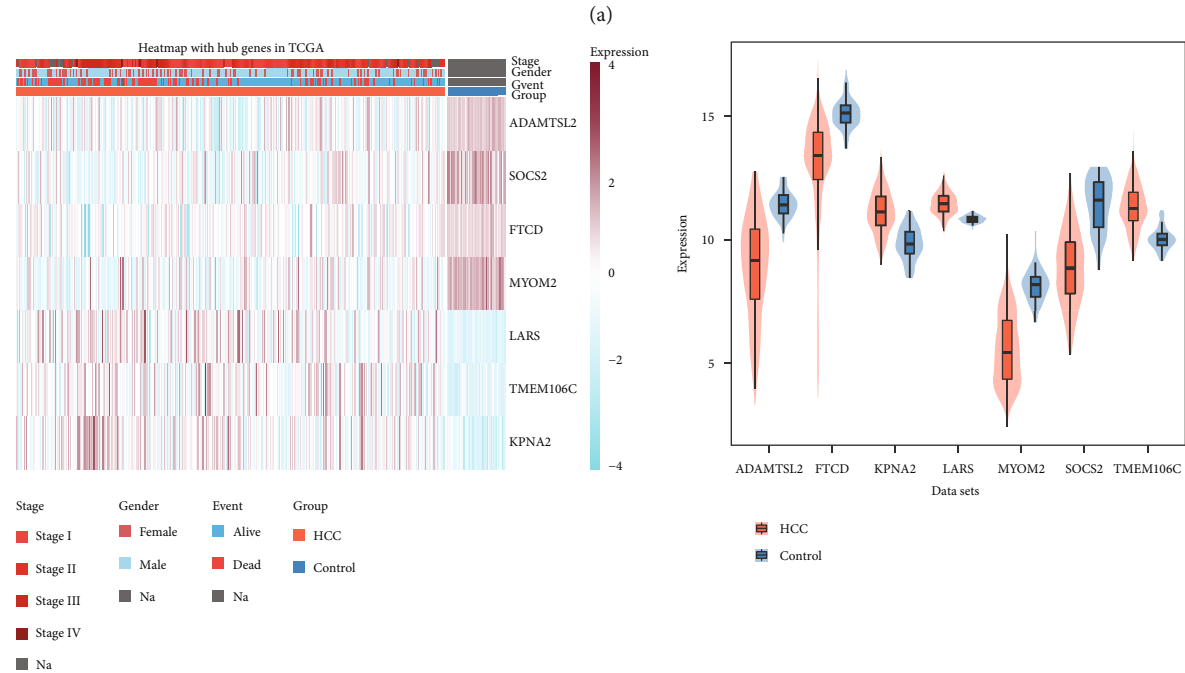 (a)
Heatmap with hub genes in TCGA
Stage
Gender
Gvent
Group
ADAMTSL2
SOCS2
FTCD
MYOM2
LARS
TMEM106C
KPNA2
Expression
4
2
0
−2
−4
Stage
Stage I
Stage II
Stage III
Stage IV
Na
Gender
Female
Male
Na
Event
Alive
Dead
Na
Group
HCC
Control
Expression
15
10
5
ADAMTSL2 FTCD KPNA2 LARS MYOM2 SOCS2 TMEM106C
Data sets
HCC
Control